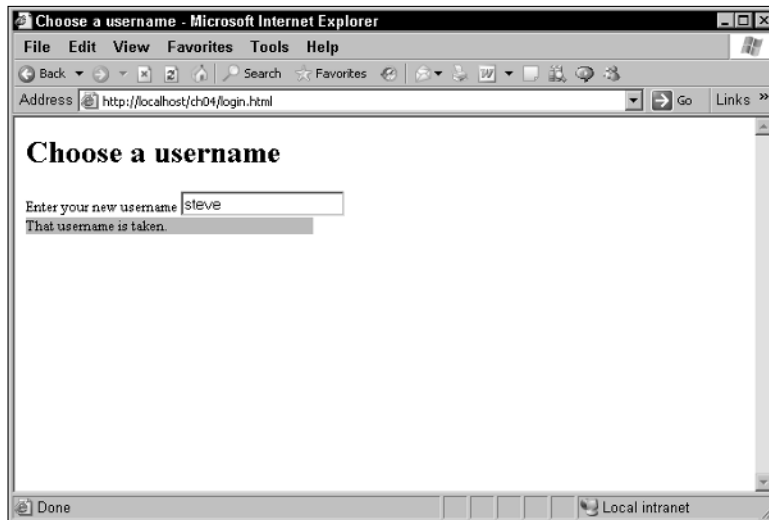 Choose a username - Microsoft Internet Explorer
File Edit View Favorites Tools Help
Back Search Favorites
Address http://localhost/ch04/login.html Go Links »
Choose a username
Enter your new username steve
That username is taken.
Done Local intranet